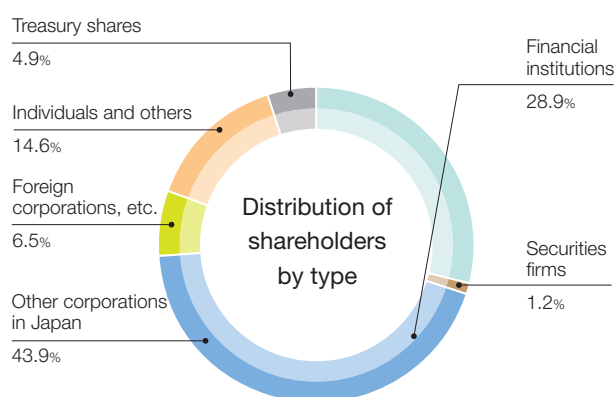 Treasury shares
4.9%
Individuals and others
14.6%
Foreign
corporations, etc.
6.5%
Other corporations
in Japan
43.9%
Distribution of
shareholders
by type
Financial
institutions
28.9%
Securities
firms
1.2%